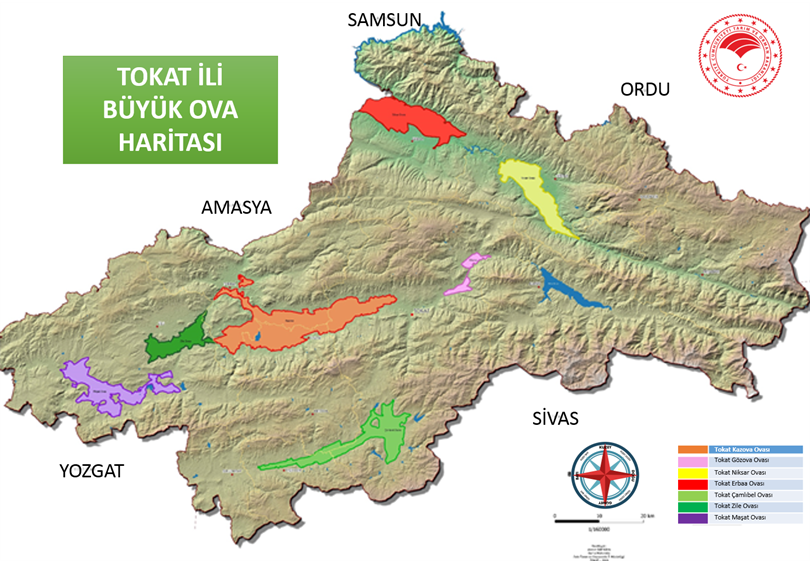 SAMSUN
TOKAT İLİ
BÜYÜK OVA
HARİTASI
ORDU
AMASYA
SİVAS
YOZGAT
Tokat Kazova Ovası
Tokat Gözova Ovası
Tokat Niksar Ovası
Tokat Erbaa Ovası
Tokat Çamlıbel Ovası
Tokat Zile Ovası
Tokat Maşat Ovası
0 10 20 km